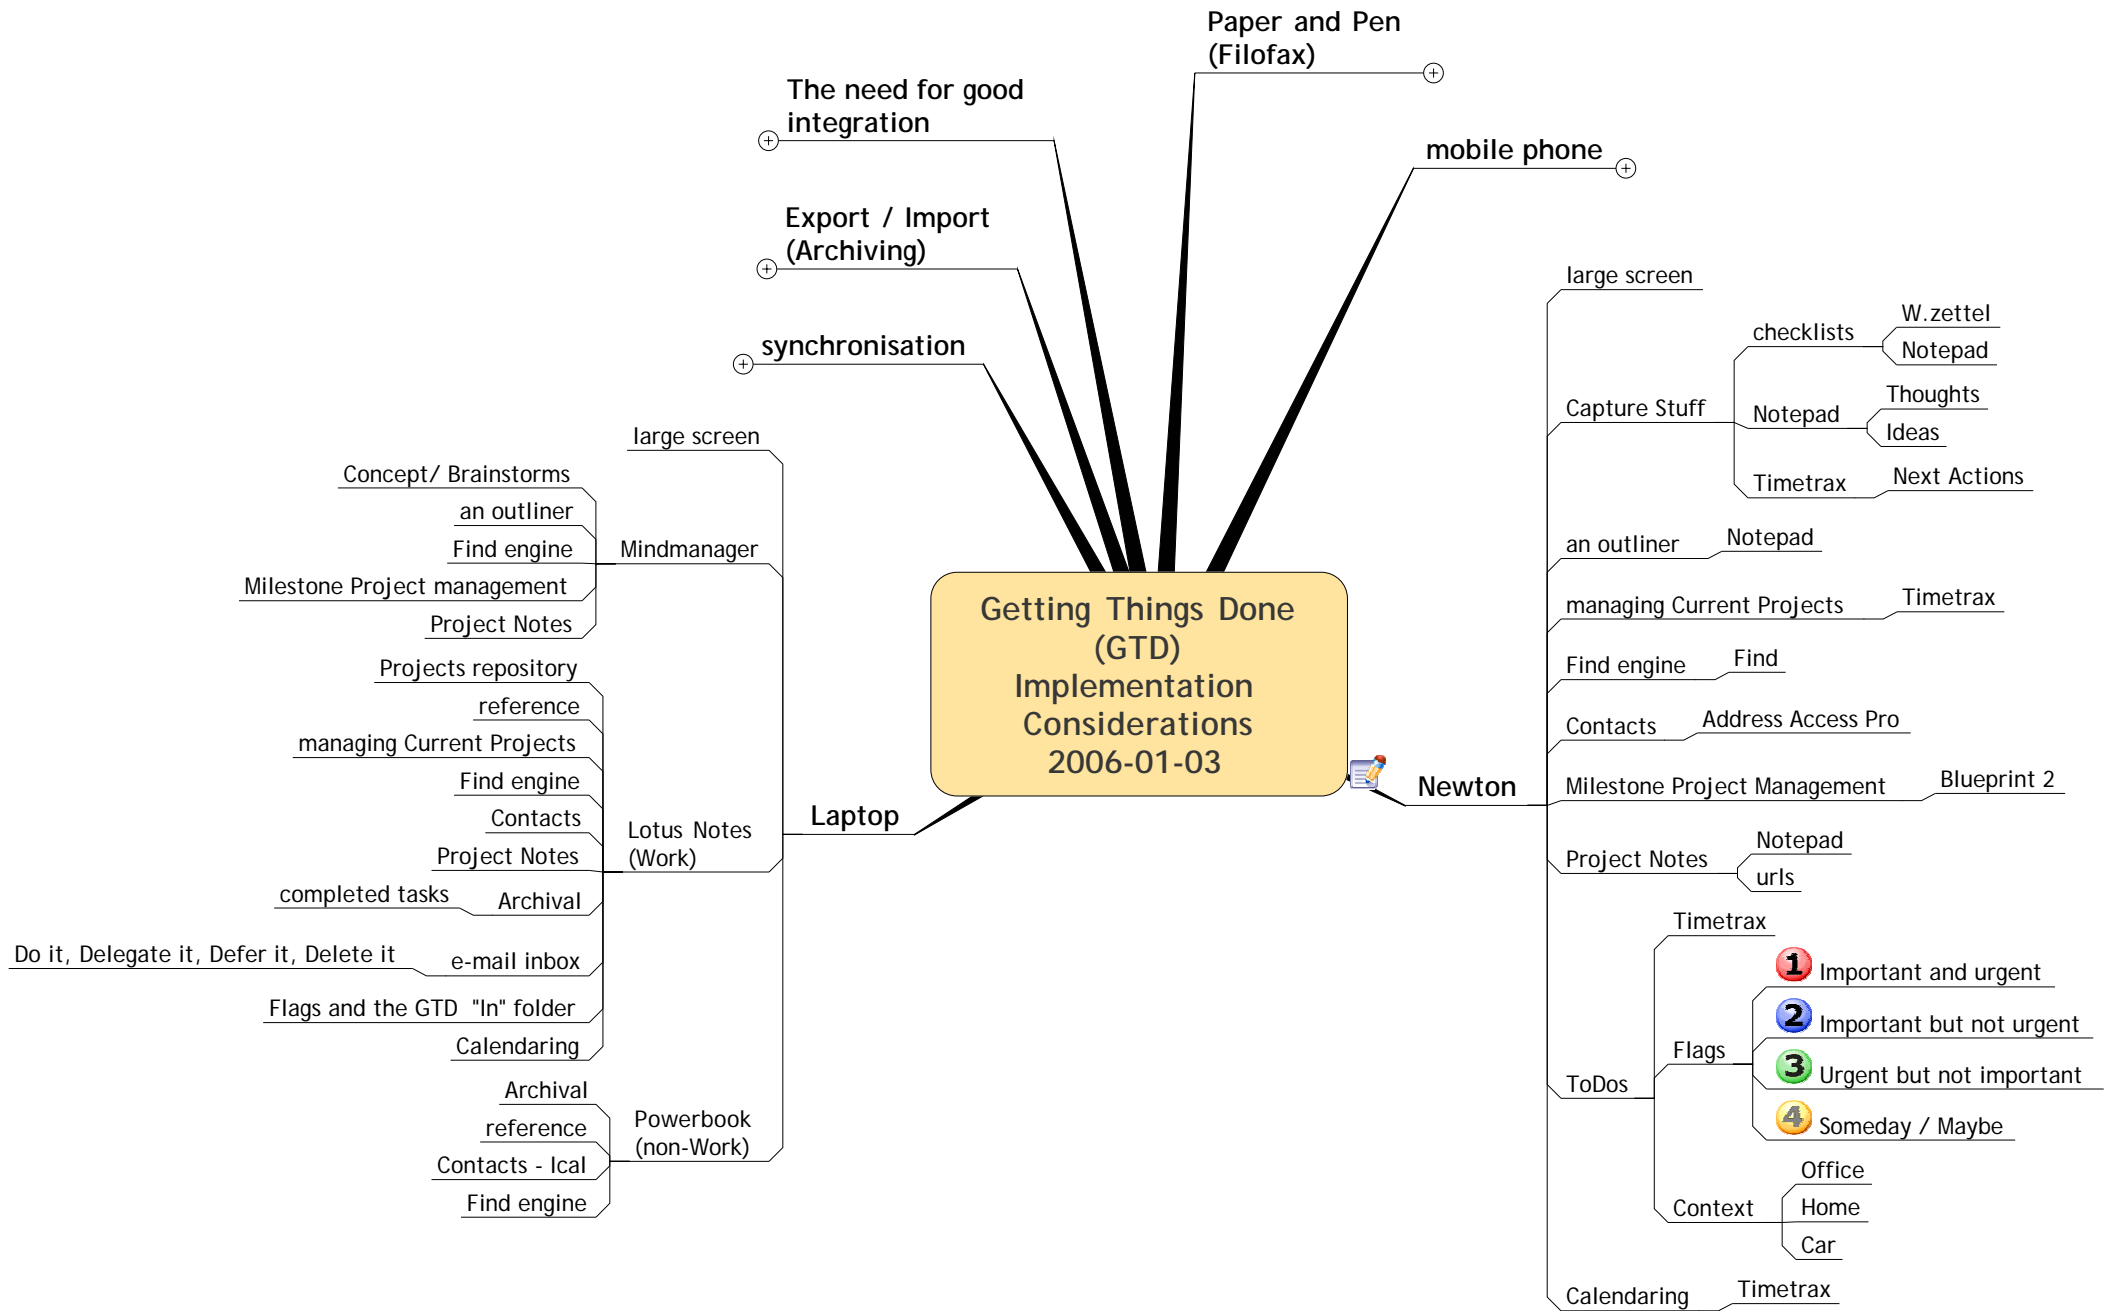 Paper and Pen
(Filofax)
The need for good
integration
mobile phone
Export / Import
(Archiving)
synchronisation
Getting Things Done
(GTD)
Implementation
Considerations
2006-01-03
Laptop
large screen
Mindmanager
Concept/ Brainstorms
an outliner
Find engine
Milestone Project management
Project Notes
Lotus Notes
(Work)
Projects repository
reference
managing Current Projects
Find engine
Contacts
Project Notes
Archival
completed tasks
e-mail inbox
Do it, Delegate it, Defer it, Delete it
Flags and the GTD "In" folder
Calendaring
Powerbook
(non-Work)
Archival
reference
Contacts - Ical
Find engine
Newton
large screen
Capture Stuff
checklists
W.zettel
Notepad
Notepad
Thoughts
Ideas
Timetrax
Next Actions
an outliner
Notepad
managing Current Projects
Timetrax
Find engine
Find
Contacts
Address Access Pro
Milestone Project Management
Blueprint 2
Project Notes
Notepad
urls
ToDos
Timetrax
Flags
1 Important and urgent
2 Important but not urgent
3 Urgent but not important
4 Someday / Maybe
Context
Office
Home
Car
Calendaring
Timetrax